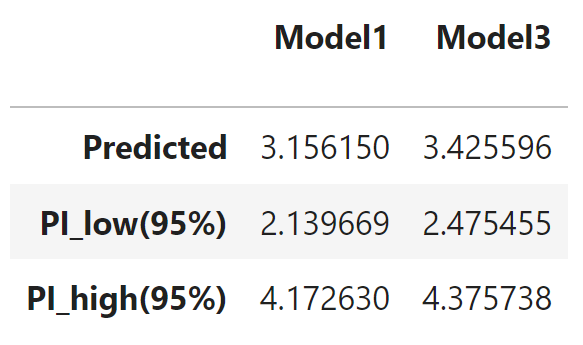 Model1 Model3
Predicted 3.156150 3.425596
PI_low(95%) 2.139669 2.475455
PI_high(95%) 4.172630 4.375738